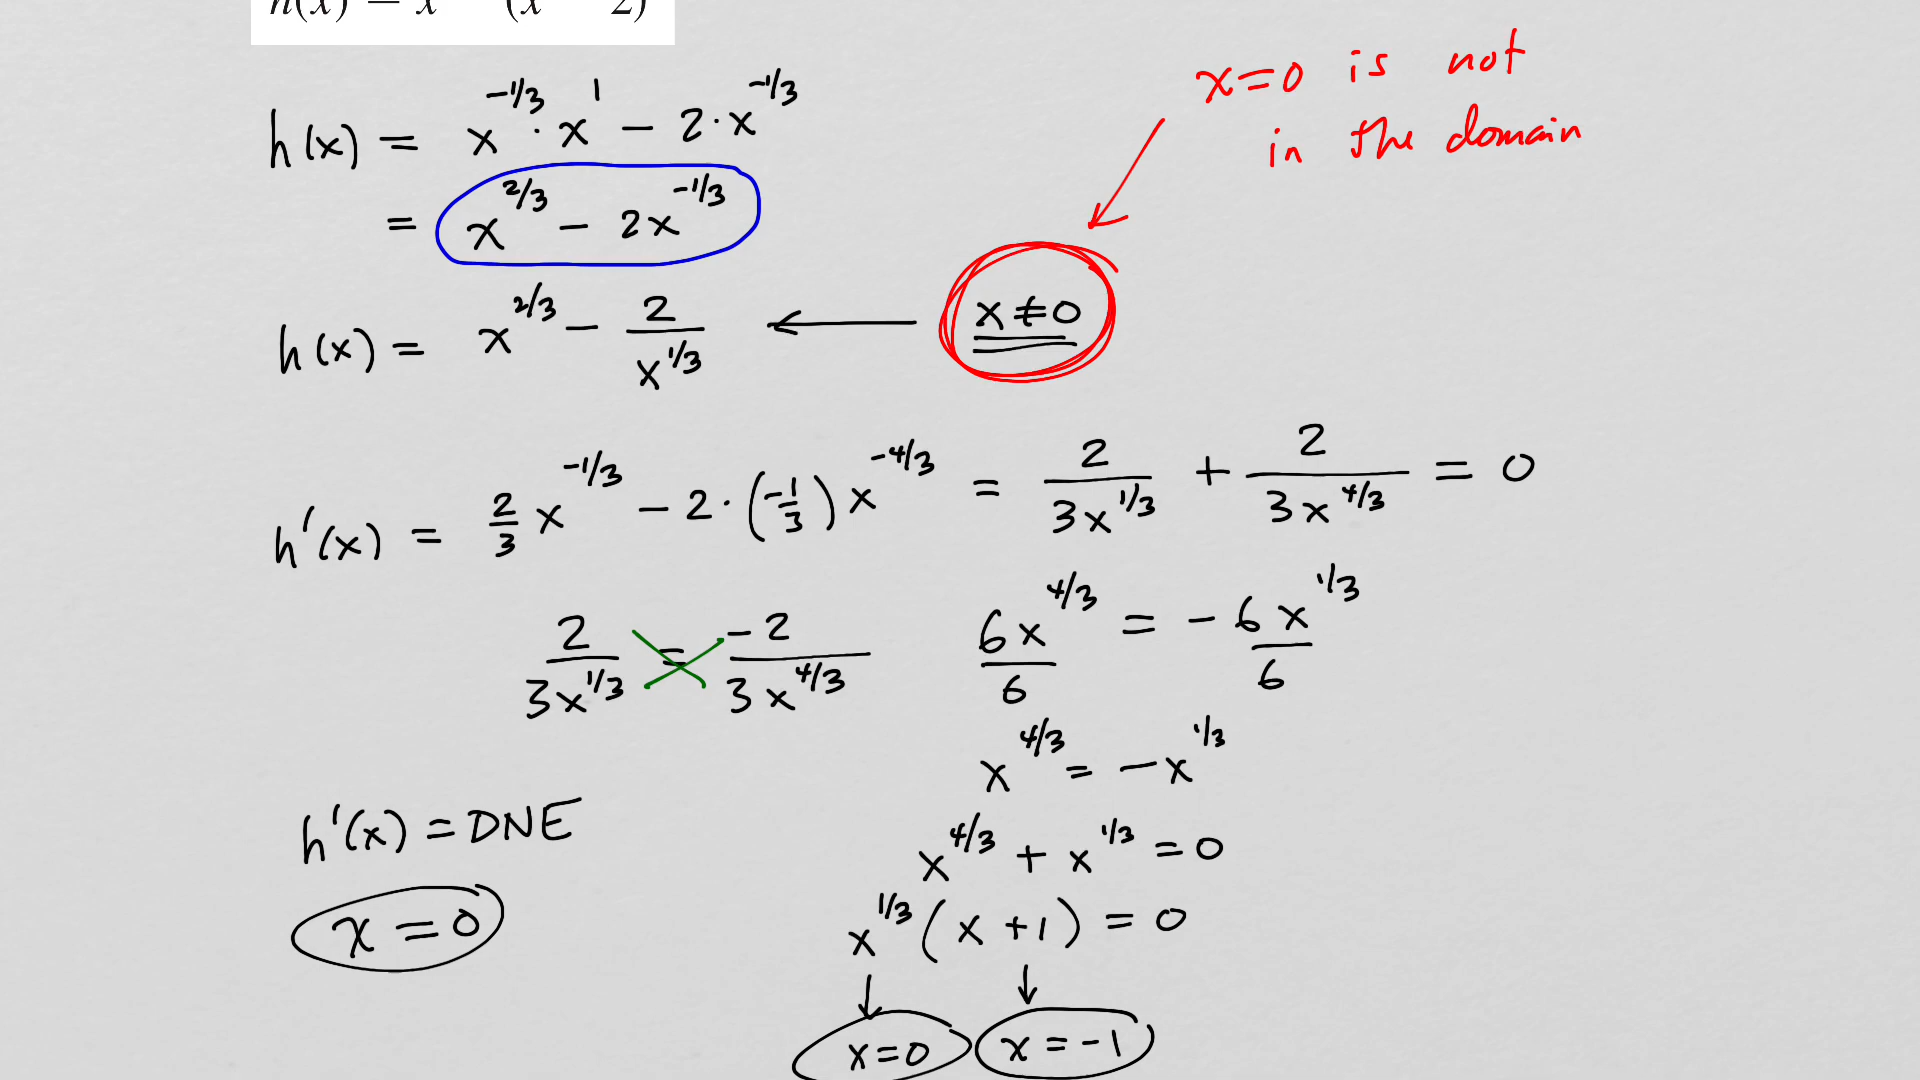 h(x) = x (x 2)
x=0 is not
in the domain
h(x) = x^{-1/3} · x^{1} − 2·x^{-1/3}
= x^{2/3} − 2x^{-1/3}
h(x) = x^{2/3} − 2/x^{1/3} ← x≠0
h'(x) = 2/3 x^{-1/3} − 2·(-1/3)x^{-4/3} = 2/3x^{1/3} + 2/3x^{4/3} = 0
2/3x^{1/3} = -2/3x^{4/3}
6x^{4/3}/6 = -6x^{1/3}/6
x^{4/3} = -x^{1/3}
h'(x) = DNE
x^{4/3} + x^{1/3} = 0
x = 0
x^{1/3}(x+1) = 0
x=0 x=-1